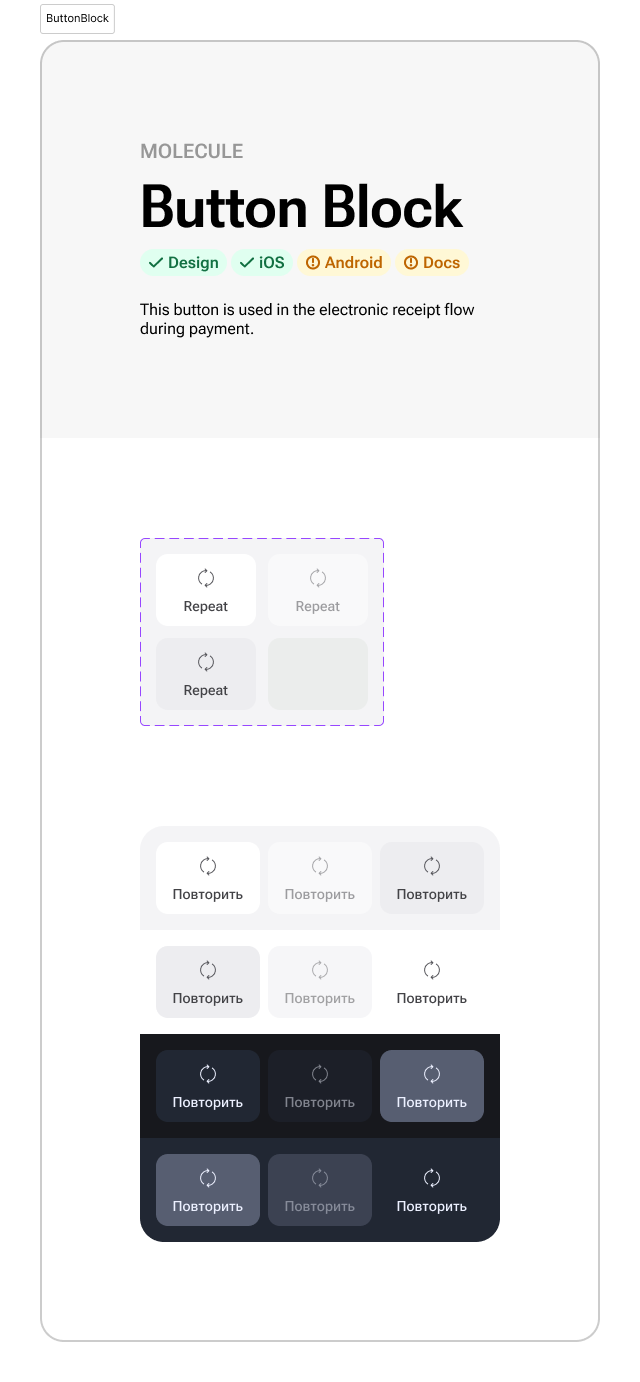 ButtonBlock
MOLECULE
Button Block
Design iOS Android Docs
This button is used in the electronic receipt flow
during payment.
Repeat Repeat
Repeat
Повторить Повторить Повторить
Повторить Повторить Повторить
Повторить Повторить Повторить
Повторить Повторить Повторить